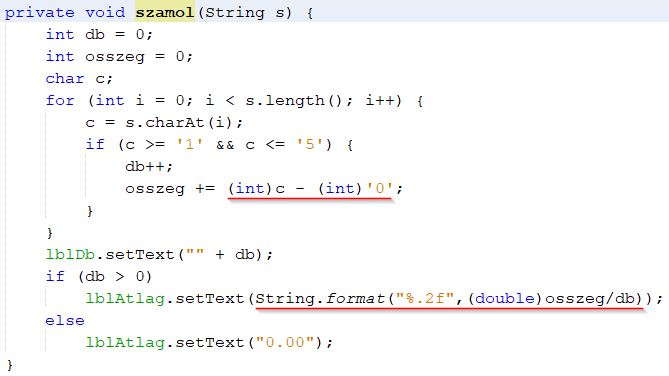 private void szamol(String s) {
    int db = 0;
    int osszeg = 0;
    char c;
    for (int i = 0; i < s.length(); i++) {
        c = s.charAt(i);
        if (c >= '1' && c <= '5') {
            db++;
            osszeg += (int)c - (int)'0';
        }
    }
    lblDb.setText("" + db);
    if (db > 0)
        lblAtlag.setText(String.format("%.2f",(double)osszeg/db));
    else
        lblAtlag.setText("0.00");
}